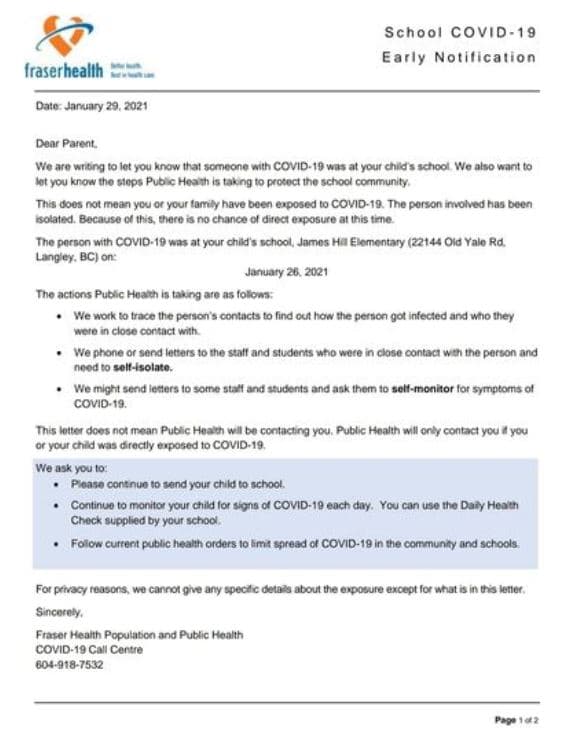 School COVID-19
Early Notification
fraserhealth
Better health.
Best in health care.
Date: January 29, 2021
Dear Parent,
We are writing to let you know that someone with COVID-19 was at your child's school. We also want to
let you know the steps Public Health is taking to protect the school community.
This does not mean you or your family have been exposed to COVID-19. The person involved has been
isolated. Because of this, there is no chance of direct exposure at this time.
The person with COVID-19 was at your child's school, James Hill Elementary (22144 Old Yale Rd,
Langley, BC) on:
January 26, 2021
The actions Public Health is taking are as follows:
• We work to trace the person's contacts to find out how the person got infected and who they
were in close contact with.
• We phone or send letters to the staff and students who were in close contact with the person and
need to self-isolate.
• We might send letters to some staff and students and ask them to self-monitor for symptoms of
COVID-19.
This letter does not mean Public Health will be contacting you. Public Health will only contact you if you
or your child was directly exposed to COVID-19.
We ask you to:
• Please continue to send your child to school.
• Continue to monitor your child for signs of COVID-19 each day. You can use the Daily Health
Check supplied by your school.
• Follow current public health orders to limit spread of COVID-19 in the community and schools.
For privacy reasons, we cannot give any specific details about the exposure except for what is in this letter.
Sincerely,
Fraser Health Population and Public Health
COVID-19 Call Centre
604-918-7532
Page 1 of 2